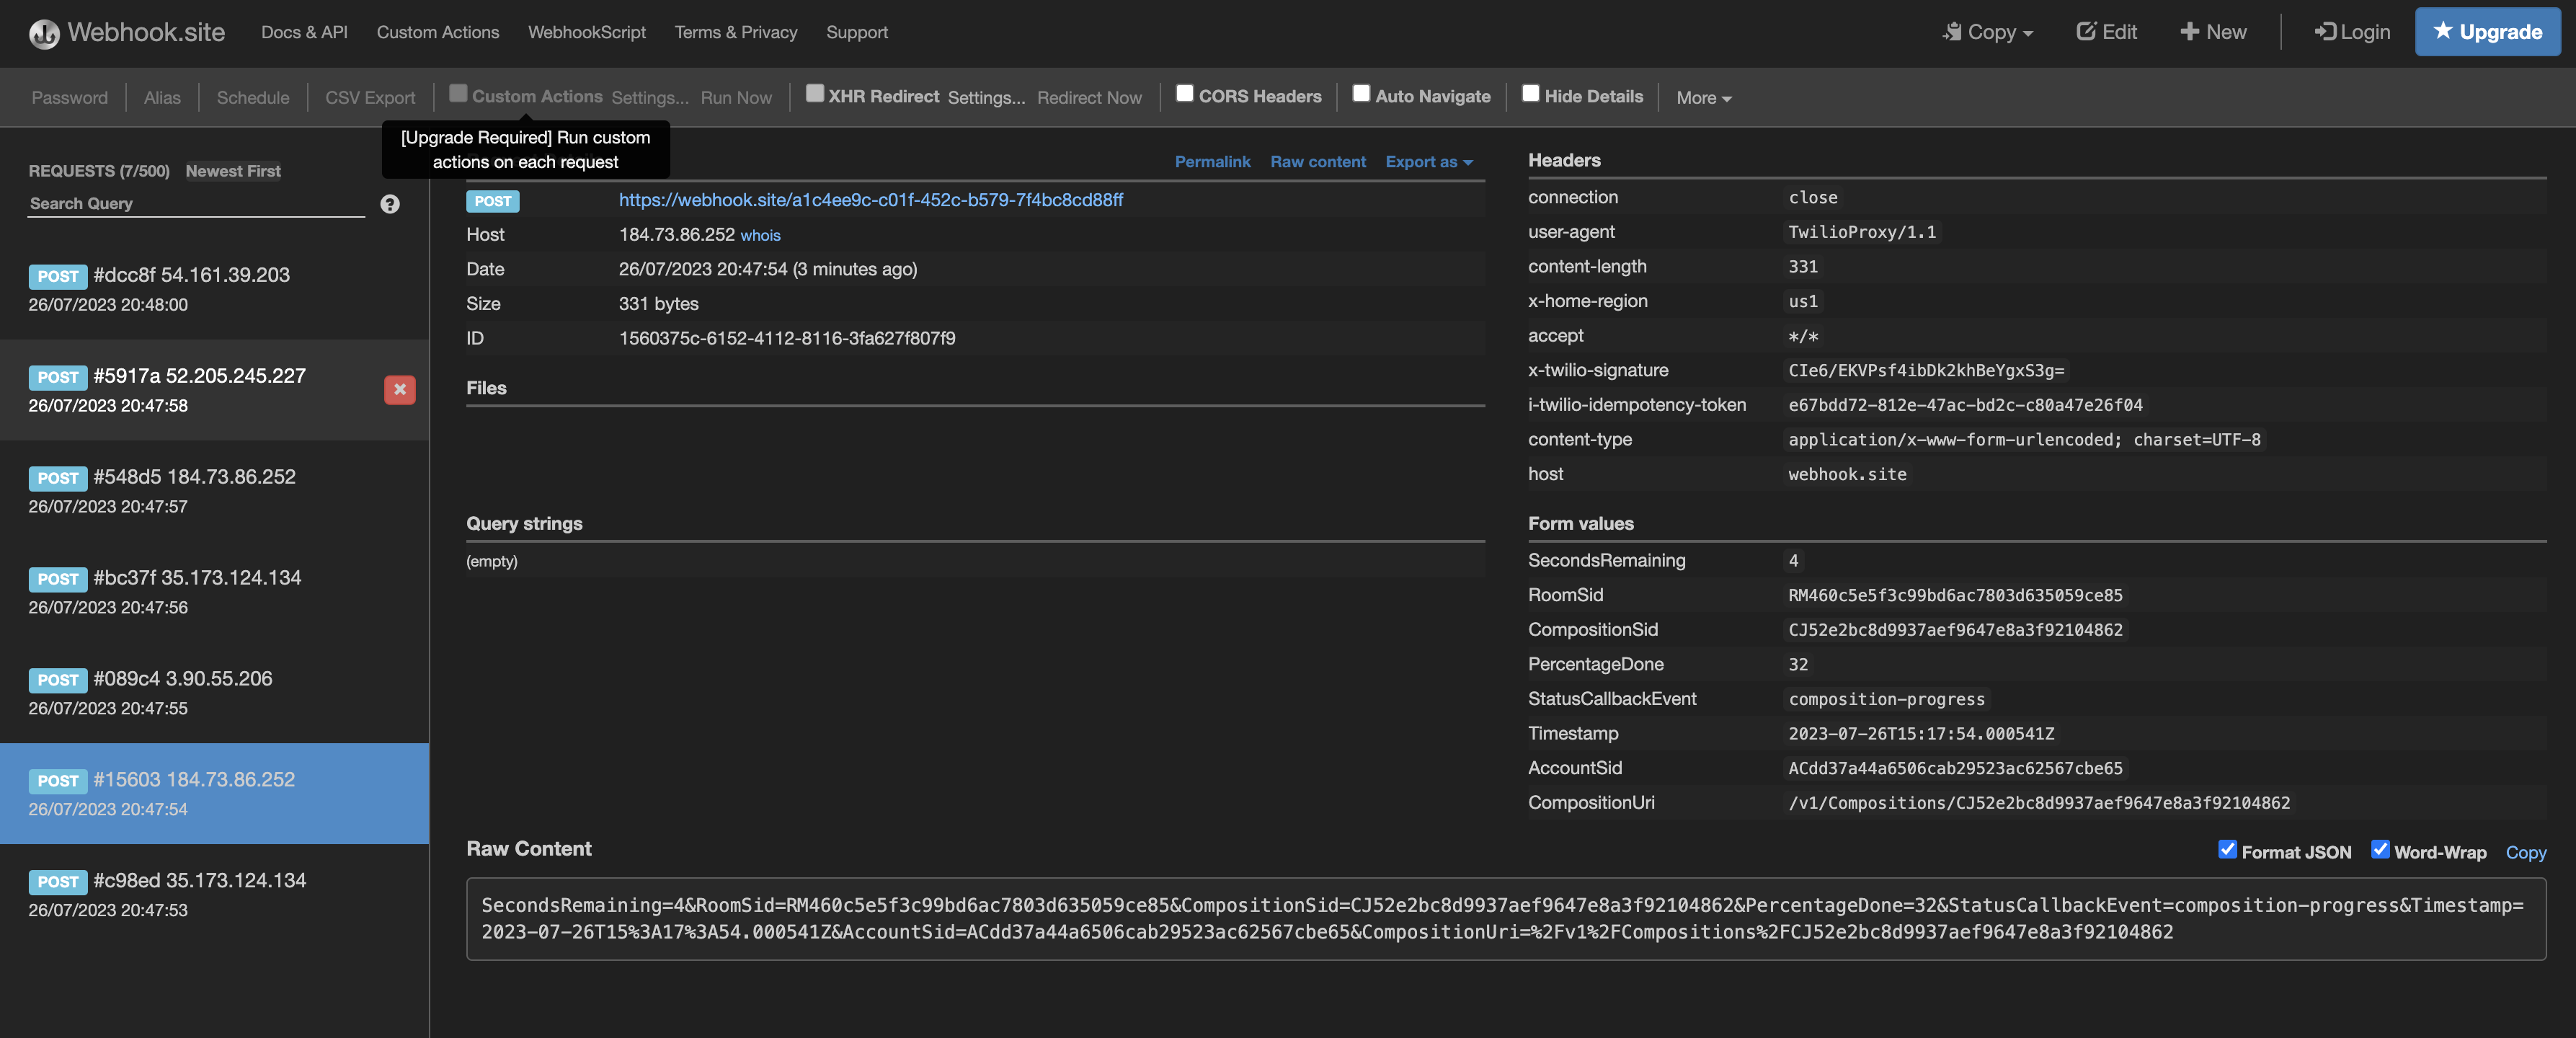 Webhook.site Docs & API Custom Actions WebhookScript Terms & Privacy Support Copy Edit New Login Upgrade
Password Alias Schedule CSV Export Custom Actions Settings... Run Now XHR Redirect Settings... Redirect Now CORS Headers Auto Navigate Hide Details More
[Upgrade Required] Run custom
actions on each request
REQUESTS (7/500) Newest First
Search Query ?
POST #dcc8f 54.161.39.203
26/07/2023 20:48:00
POST #5917a 52.205.245.227
26/07/2023 20:47:58
POST #548d5 184.73.86.252
26/07/2023 20:47:57
POST #bc37f 35.173.124.134
26/07/2023 20:47:56
POST #089c4 3.90.55.206
26/07/2023 20:47:55
POST #15603 184.73.86.252
26/07/2023 20:47:54
POST #c98ed 35.173.124.134
26/07/2023 20:47:53
Permalink Raw content Export as
POST https://webhook.site/a1c4ee9c-c01f-452c-b579-7f4bc8cd88ff
Host 184.73.86.252 whois
Date 26/07/2023 20:47:54 (3 minutes ago)
Size 331 bytes
ID 1560375c-6152-4112-8116-3fa627f807f9
Files
Query strings
(empty)
Headers
connection close
user-agent TwilioProxy/1.1
content-length 331
x-home-region us1
accept */*
x-twilio-signature CIe6/EKVPsf4ibDk2khBeYgxS3g=
i-twilio-idempotency-token e67bdd72-812e-47ac-bd2c-c80a47e26f04
content-type application/x-www-form-urlencoded; charset=UTF-8
host webhook.site
Form values
SecondsRemaining 4
RoomSid RM460c5e5f3c99bd6ac7803d635059ce85
CompositionSid CJ52e2bc8d9937aef9647e8a3f92104862
PercentageDone 32
StatusCallbackEvent composition-progress
Timestamp 2023-07-26T15:17:54.000541Z
AccountSid ACdd37a44a6506cab29523ac62567cbe65
CompositionUri /v1/Compositions/CJ52e2bc8d9937aef9647e8a3f92104862
Raw Content Format JSON Word-Wrap Copy
SecondsRemaining=4&RoomSid=RM460c5e5f3c99bd6ac7803d635059ce85&CompositionSid=CJ52e2bc8d9937aef9647e8a3f92104862&PercentageDone=32&StatusCallbackEvent=composition-progress&Timestamp=
2023-07-26T15%3A17%3A54.000541Z&AccountSid=ACdd37a44a6506cab29523ac62567cbe65&CompositionUri=%2Fv1%2FCompositions%2FCJ52e2bc8d9937aef9647e8a3f92104862